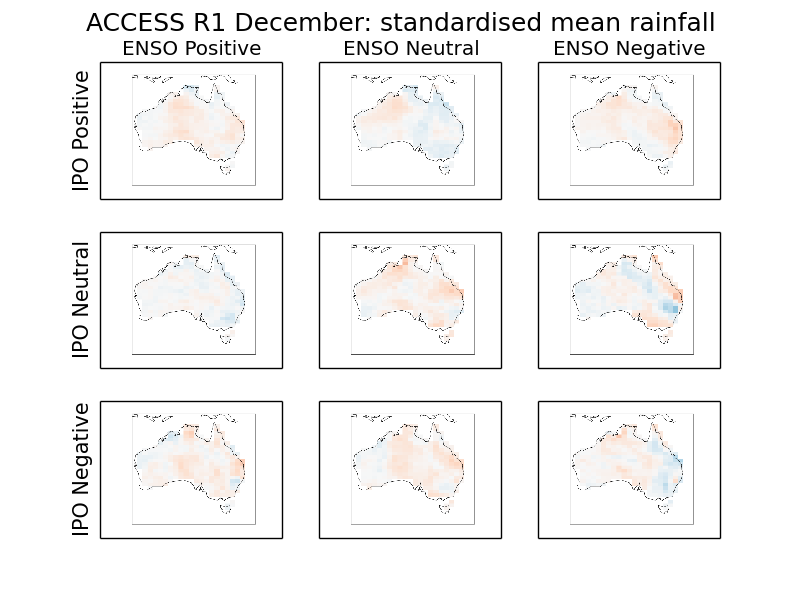 ACCESS R1 December: standardised mean rainfall
ENSO Positive
ENSO Neutral
ENSO Negative
IPO Positive
IPO Neutral
IPO Negative